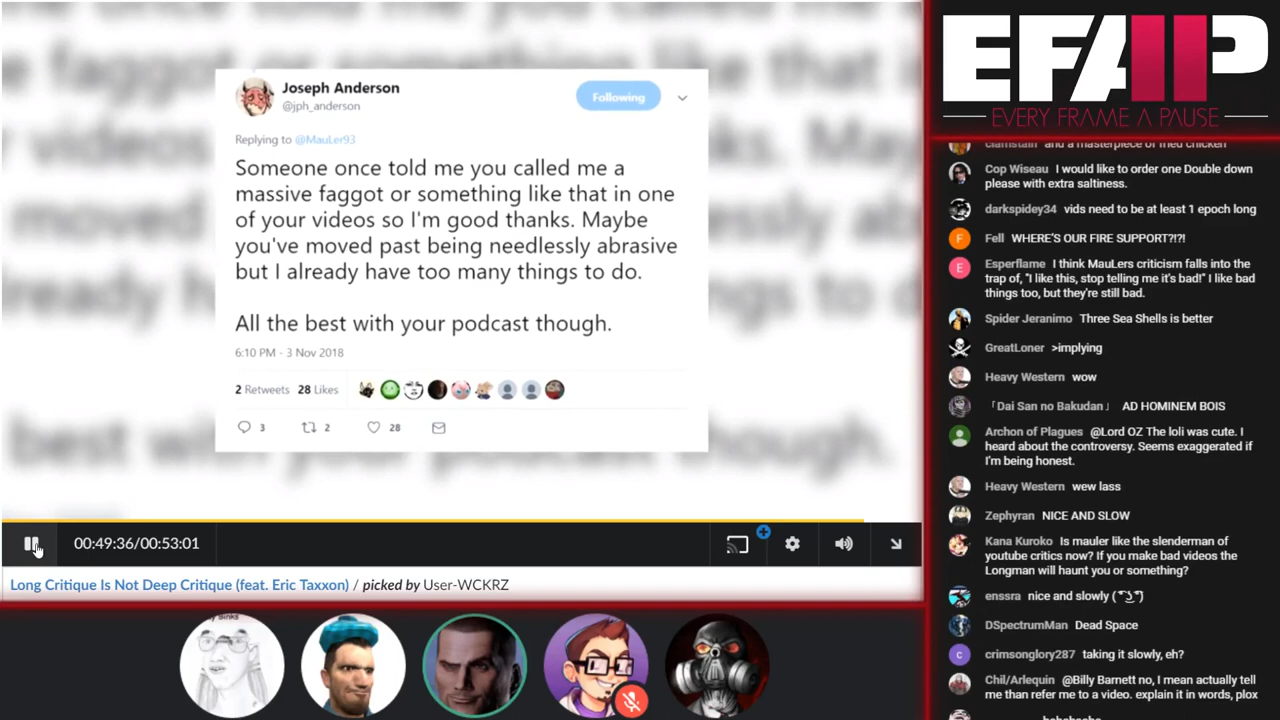 Joseph Anderson
@jph_anderson
Following
Replying to @MauLer93
Someone once told me you called me a
massive faggot or something like that in one
of your videos so I'm good thanks. Maybe
you've moved past being needlessly abrasive
but I already have too many things to do.
All the best with your podcast though.
6:10 PM - 3 Nov 2018
2 Retweets 28 Likes
3 2 28
00:49:36/00:53:01
Long Critique Is Not Deep Critique (feat. Eric Taxxon) / picked by User-WCKRZ
EFAP
EVERY FRAME A PAUSE
clamstain and a masterpiece of fried chicken
Cop Wiseau I would like to order one Double down
please with extra saltiness.
darkspidey34 vids need to be at least 1 epoch long
F
Fell WHERE'S OUR FIRE SUPPORT?!?!
E
Esperflame I think MauLers criticism falls into the
trap of, "I like this, stop telling me it's bad!" I like bad
things too, but they're still bad.
Spider Jeranimo Three Sea Shells is better
GreatLoner >implying
Heavy Western wow
「Dai San no Bakudan」 AD HOMINEM BOIS
Archon of Plagues @Lord OZ The loli was cute. I
heard about the controversy. Seems exaggerated if
I'm being honest.
Heavy Western wew lass
Zephyran NICE AND SLOW
Kana Kuroko Is mauler like the slenderman of
youtube critics now? If you make bad videos the
Longman will haunt you or something?
enssra nice and slowly ( ͡° ͜ʖ ͡°)
DSpectrumMan Dead Space
C
crimsonglory287 taking it slowly, eh?
Chil/Arlequin @Billy Barnett no, I mean actually tell
me than refer me to a video. explain it in words, plox